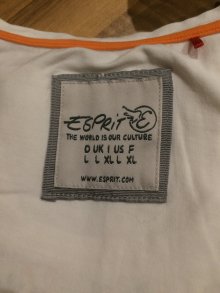 ESPRIT
THE WORLD IS OUR CULTURE
D UK I US F
L L XL L XL
WWW.ESPRIT.COM